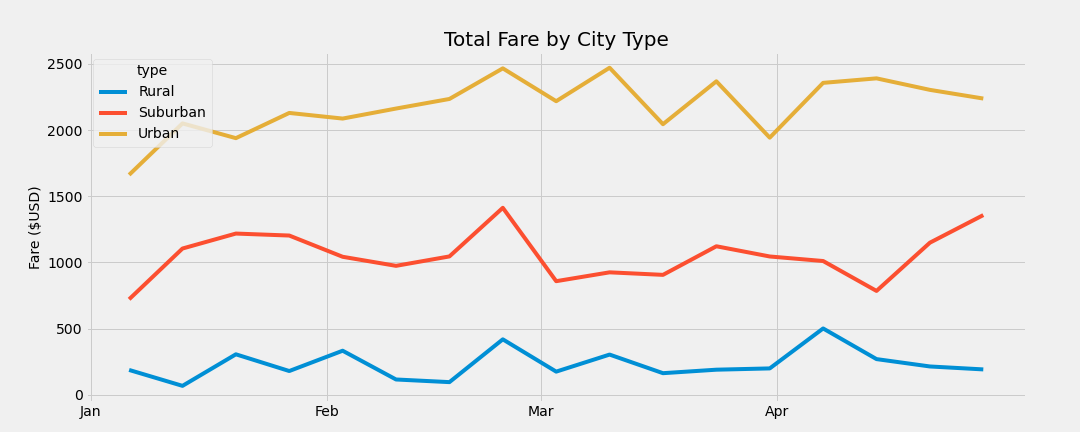 Total Fare by City Type
type
Rural
Suburban
Urban
Fare ($USD)
2500
2000
1500
1000
500
0
Jan Feb Mar Apr